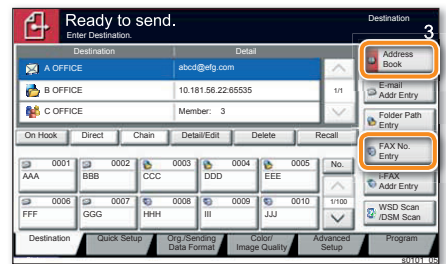 Ready to send.
Enter Destination.
Destination
3
Destination
Detail
A OFFICE
abcd@efg.com
B OFFICE
10.181.56.22:65535
C OFFICE
Member: 3
1/1
Address
Book
E-mail
Addr Entry
Folder Path
Entry
FAX No.
Entry
i-FAX
Addr Entry
WSD Scan
/DSM Scan
On Hook
Direct
Chain
Detail/Edit
Delete
Recall
0001
AAA
0002
BBB
0003
CCC
0004
DDD
0005
EEE
No.
0006
FFF
0007
GGG
0008
HHH
0009
III
0010
JJJ
1/100
Destination
Quick Setup
Org./Sending
Data Format
Color/
Image Quality
Advanced
Setup
Program
S0101_05